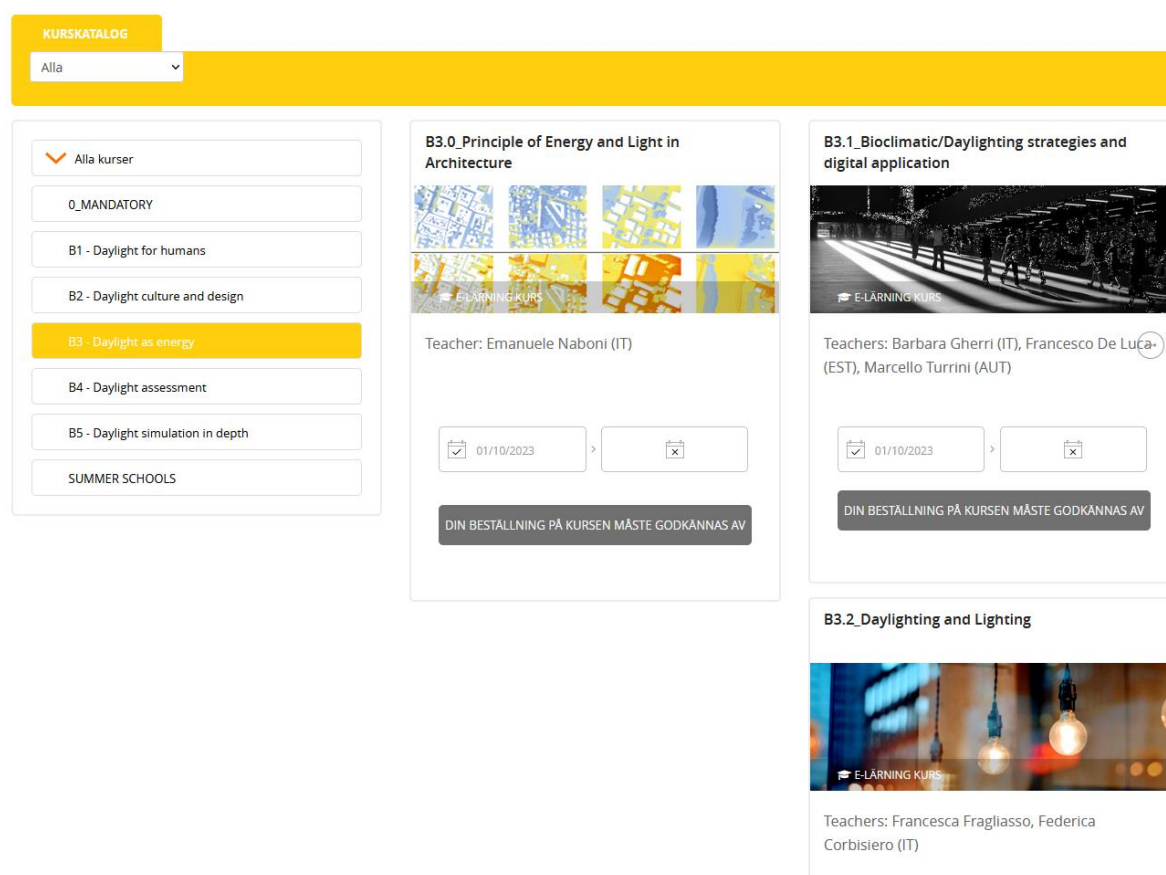 KURSKATALOG
Alla
Alla kurser
0_MANDATORY
B1 - Daylight for humans
B2 - Daylight culture and design
B3 - Daylight as energy
B4 - Daylight assessment
B5 - Daylight simulation in depth
SUMMER SCHOOLS
B3.0_Principle of Energy and Light in
Architecture
E-LÄRNING KURS
Teacher: Emanuele Naboni (IT)
01/10/2023
DIN BESTÄLLNING PÅ KURSEN MÅSTE GODKÄNNAS AV
B3.1_Bioclimatic/Daylighting strategies and
digital application
E-LÄRNING KURS
Teachers: Barbara Gherri (IT), Francesco De Luca
(EST), Marcello Turrini (AUT)
01/10/2023
DIN BESTÄLLNING PÅ KURSEN MÅSTE GODKÄNNAS AV
B3.2_Daylighting and Lighting
E-LÄRNING KURS
Teachers: Francesca Fragliasso, Federica
Corbisiero (IT)